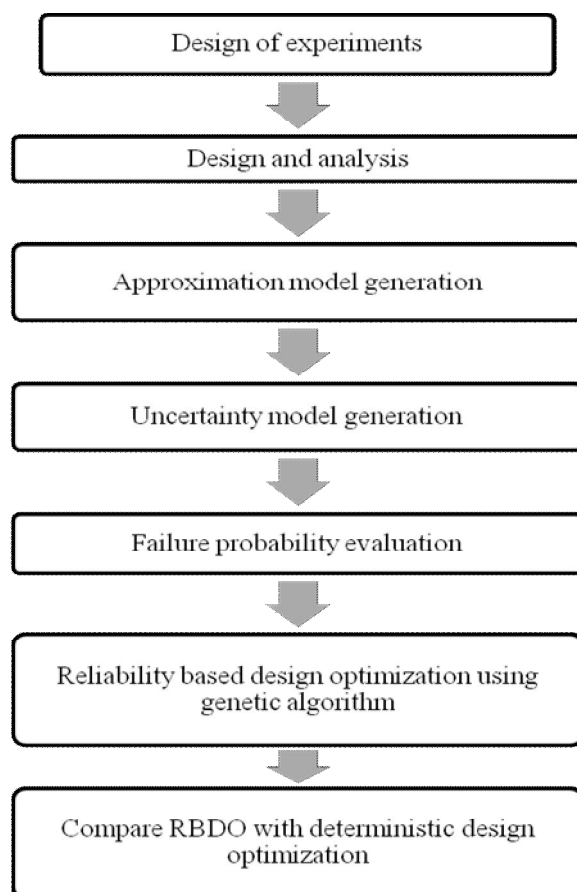 Design of experiments
Design and analysis
Approximation model generation
Uncertainty model generation
Failure probability evaluation
Reliability based design optimization using
genetic algorithm
Compare RBDO with deterministic design
optimization